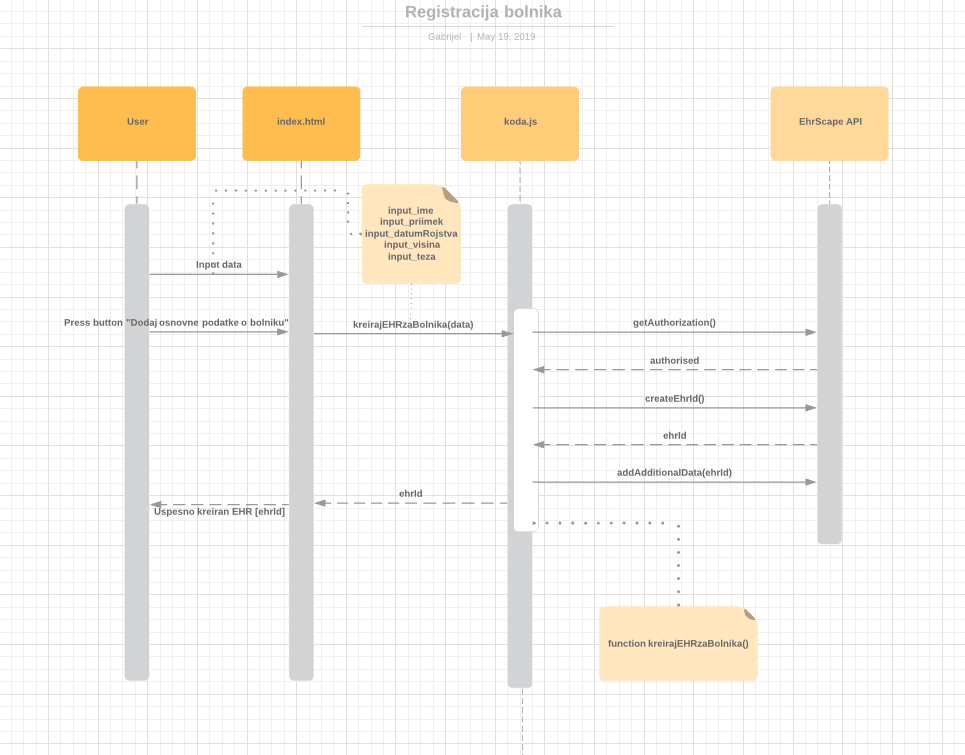 Registracija bolnika
Gabrijel | May 19, 2019
User
index.html
koda.js
EhrScape API
input_ime
input_priimek
input_datumRojstva
input_visina
input_teza
Input data
Press button "Dodaj osnovne podatke o bolniku"
kreirajEHRzaBolnika(data)
getAuthorization()
authorised
createEhrId()
ehrId
addAdditionalData(ehrId)
ehrId
Uspesno kreiran EHR [ehrId]
function kreirajEHRzaBolnika()